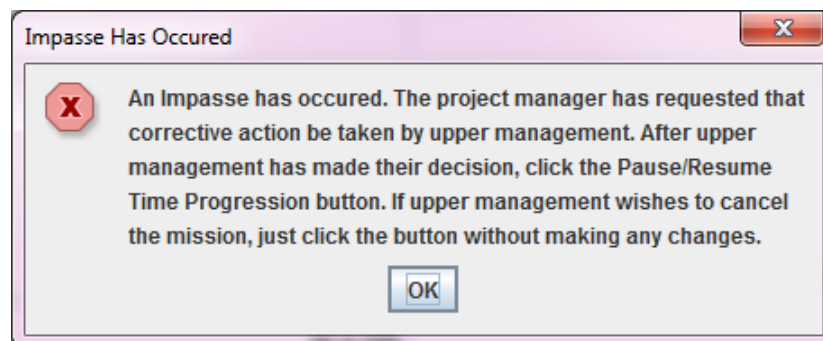 Impasse Has Occured
An Impasse has occured. The project manager has requested that
corrective action be taken by upper management. After upper
management has made their decision, click the Pause/Resume
Time Progression button. If upper management wishes to cancel
the mission, just click the button without making any changes.
OK